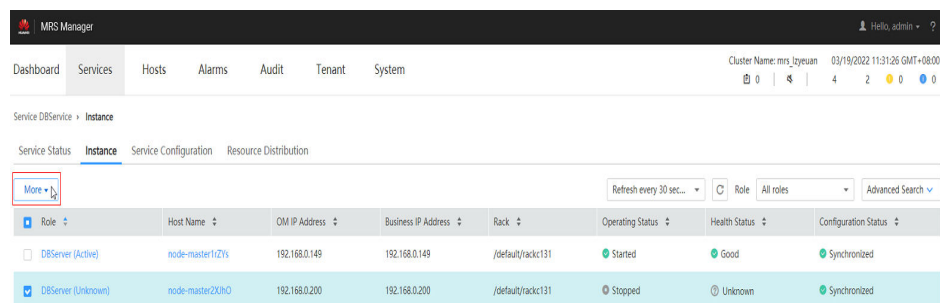 MRS Manager
Hello, admin ?
Dashboard Services Hosts Alarms Audit Tenant System
Cluster Name: mrs_lzyeuan 03/19/2022 11:31:26 GMT+08:00
0 4 2 0 0
Service DBService › Instance
Service Status Instance Service Configuration Resource Distribution
More Refresh every 30 sec... Role All roles Advanced Search
Role Host Name OM IP Address Business IP Address Rack Operating Status Health Status Configuration Status
DBServer (Active) node-master1rZYs 192.168.0.149 192.168.0.149 /default/rackc131 Started Good Synchronized
DBServer (Unknown) node-master2XJhO 192.168.0.200 192.168.0.200 /default/rackc131 Stopped Unknown Synchronized